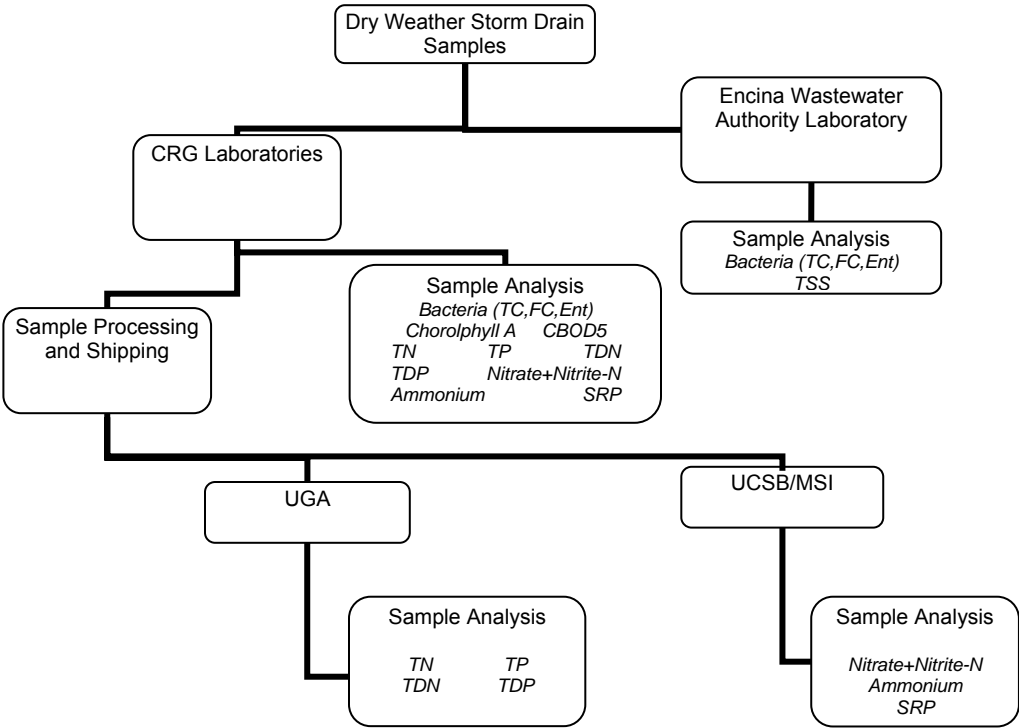 Dry Weather Storm Drain
Samples
Encina Wastewater
Authority Laboratory
CRG Laboratories
Sample Analysis
Bacteria (TC,FC,Ent)
TSS
Sample Analysis
Bacteria (TC,FC,Ent)
Chorolphyll A CBOD5
TN TP TDN
TDP Nitrate+Nitrite-N
Ammonium SRP
Sample Processing
and Shipping
UGA
UCSB/MSI
Sample Analysis
TN TP
TDN TDP
Sample Analysis
Nitrate+Nitrite-N
Ammonium
SRP